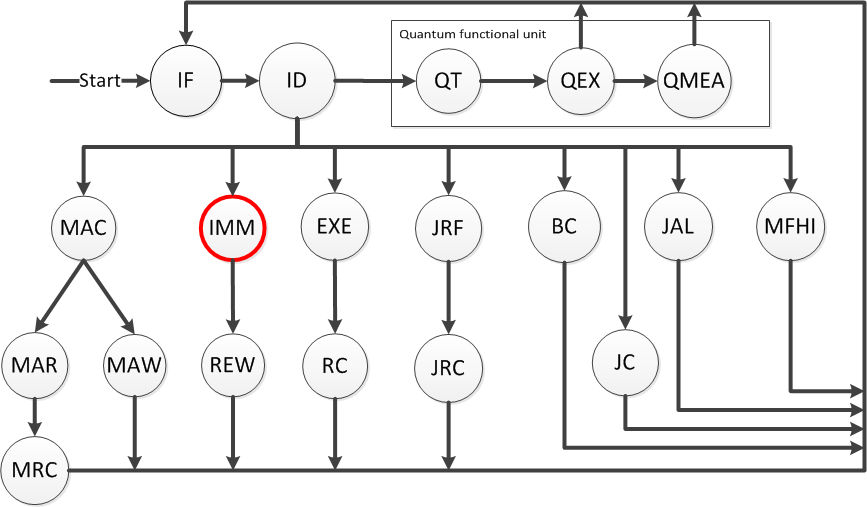 Quantum functional unit
Start
IF
ID
QT
QEX
QMEA
MAC
IMM
EXE
JRF
BC
JAL
MFHI
MAR
MAW
REW
RC
JRC
JC
MRC